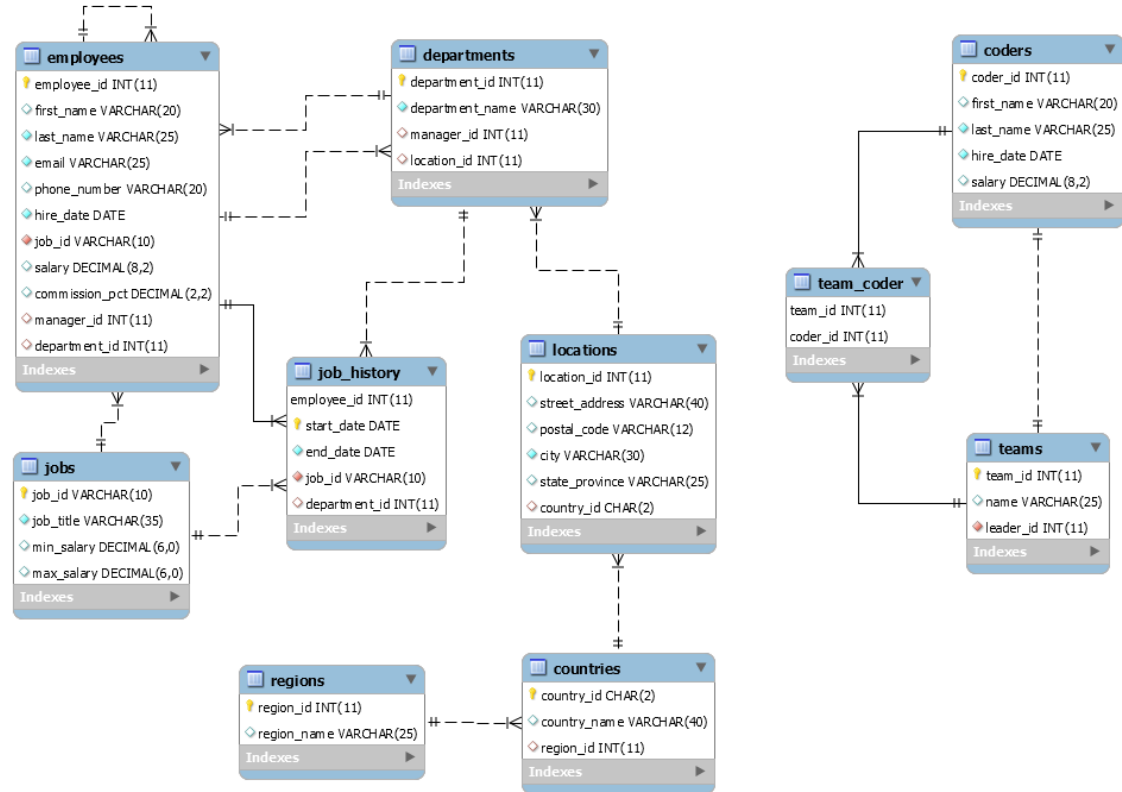 employees
employee_id INT(11)
first_name VARCHAR(20)
last_name VARCHAR(25)
email VARCHAR(25)
phone_number VARCHAR(20)
hire_date DATE
job_id VARCHAR(10)
salary DECIMAL(8,2)
commission_pct DECIMAL(2,2)
manager_id INT(11)
department_id INT(11)
Indexes
departments
department_id INT(11)
department_name VARCHAR(30)
manager_id INT(11)
location_id INT(11)
Indexes
coders
coder_id INT(11)
first_name VARCHAR(20)
last_name VARCHAR(25)
hire_date DATE
salary DECIMAL(8,2)
Indexes
team_coder
team_id INT(11)
coder_id INT(11)
Indexes
job_history
employee_id INT(11)
start_date DATE
end_date DATE
job_id VARCHAR(10)
department_id INT(11)
Indexes
locations
location_id INT(11)
street_address VARCHAR(40)
postal_code VARCHAR(12)
city VARCHAR(30)
state_province VARCHAR(25)
country_id CHAR(2)
Indexes
teams
team_id INT(11)
name VARCHAR(25)
leader_id INT(11)
Indexes
jobs
job_id VARCHAR(10)
job_title VARCHAR(35)
min_salary DECIMAL(6,0)
max_salary DECIMAL(6,0)
Indexes
regions
region_id INT(11)
region_name VARCHAR(25)
Indexes
countries
country_id CHAR(2)
country_name VARCHAR(40)
region_id INT(11)
Indexes